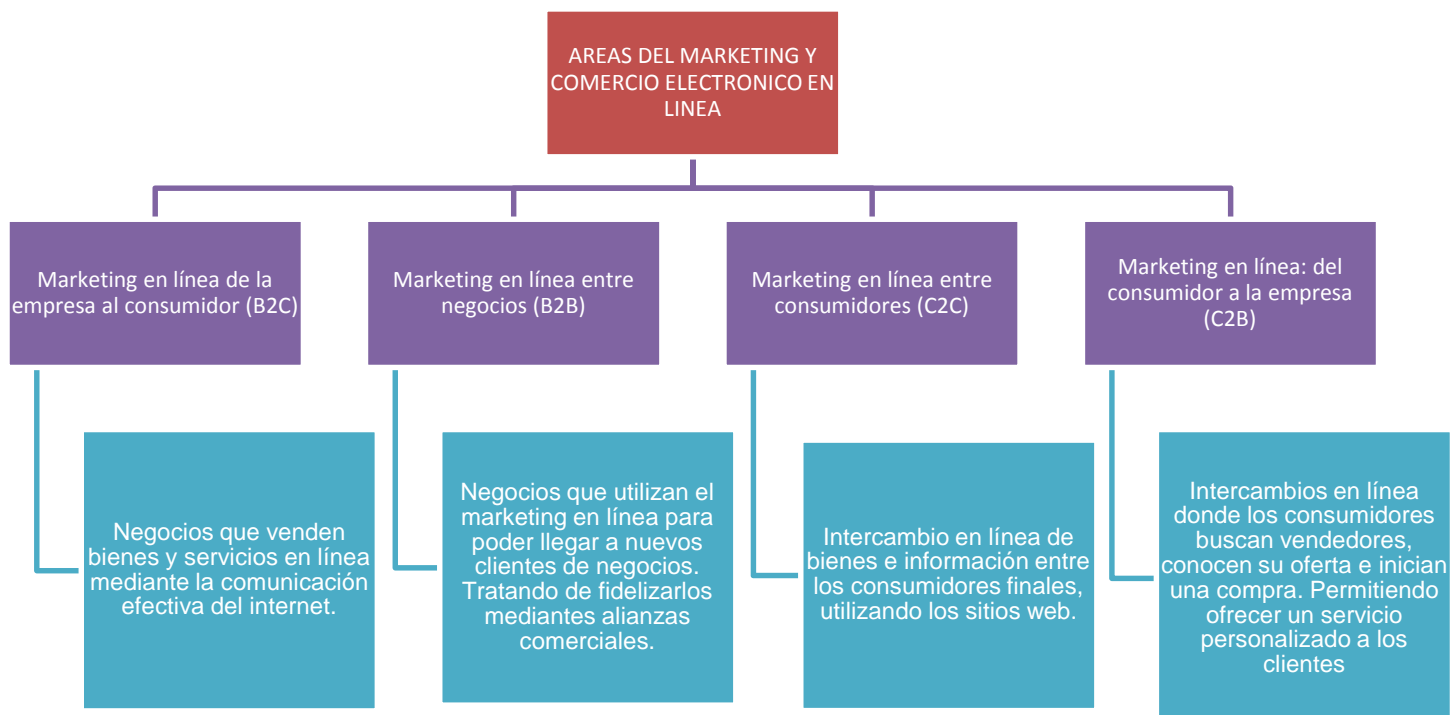 AREAS DEL MARKETING Y
COMERCIO ELECTRONICO EN
LINEA
Marketing en línea de la
empresa al consumidor (B2C)
Negocios que venden
bienes y servicios en línea
mediante la comunicación
efectiva del internet.
Marketing en línea entre
negocios (B2B)
Negocios que utilizan el
marketing en línea para
poder llegar a nuevos
clientes de negocios.
Tratando de fidelizarlos
mediantes alianzas
comerciales.
Marketing en línea entre
consumidores (C2C)
Intercambio en línea de
bienes e información entre
los consumidores finales,
utilizando los sitios web.
Marketing en línea: del
consumidor a la empresa
(C2B)
Intercambios en línea
donde los consumidores
buscan vendedores,
conocen su oferta e inician
una compra. Permitiendo
ofrecer un servicio
personalizado a los
clientes